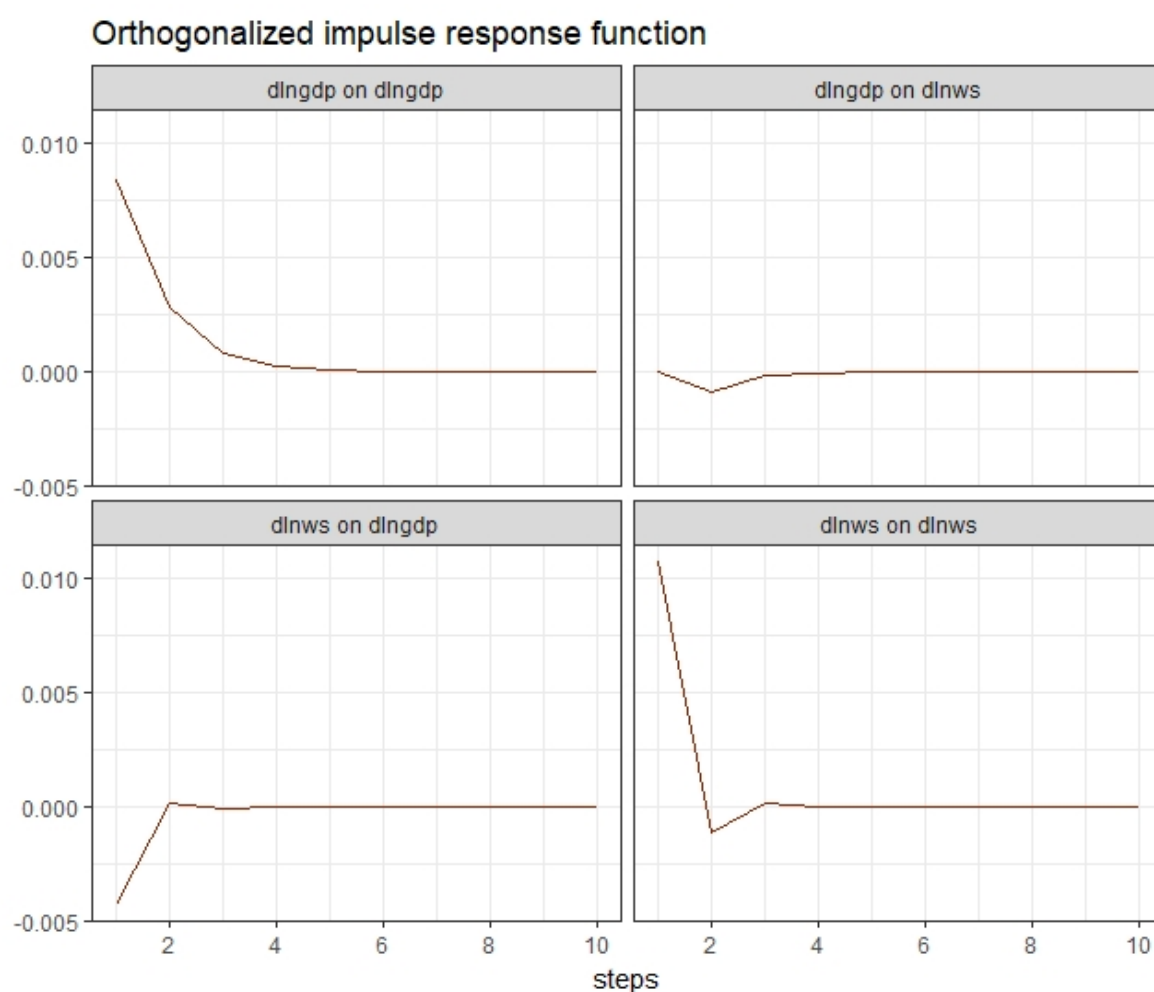 Orthogonalized impulse response function
dlngdp on dlngdp
dlngdp on dlnws
0.010
0.005
0.000
-0.005
dlnws on dlngdp
dlnws on dlnws
0.010
0.005
0.000
-0.005
2 4 6 8 10
2 4 6 8 10
steps